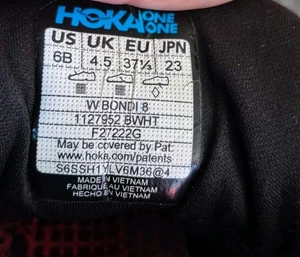 HOKA ONE ONE
US UK EU JPN
6B 4.5 37⅓ 23
W BONDI 8
1127952 BWHT
F27222G
May be covered by Pat.
www.hoka.com/patents
S6SSH1YLV6M36@4
MADE IN VIETNAM
FABRIQUE AU VIETNAM
HECHO EN VIETNAM